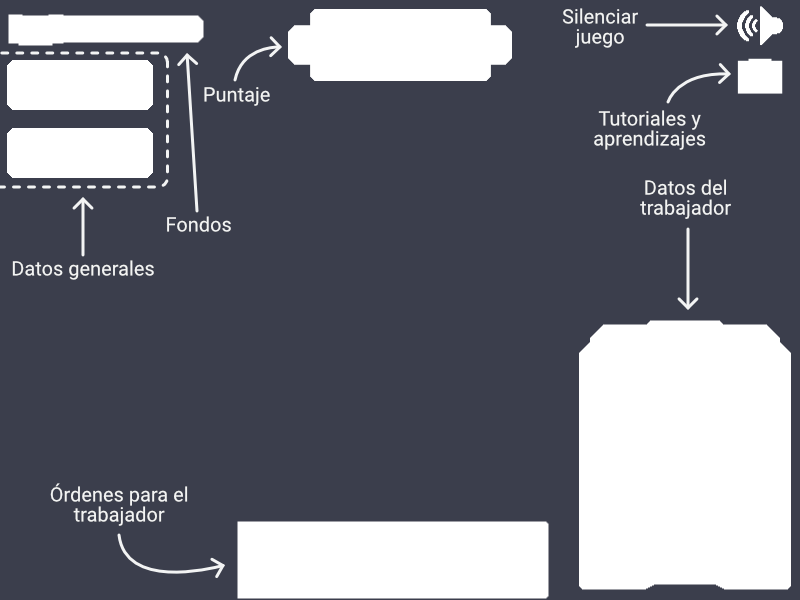 Silenciar
juego
Puntaje
Tutoriales y
aprendizajes
Datos del
trabajador
Fondos
Datos generales
Órdenes para el
trabajador